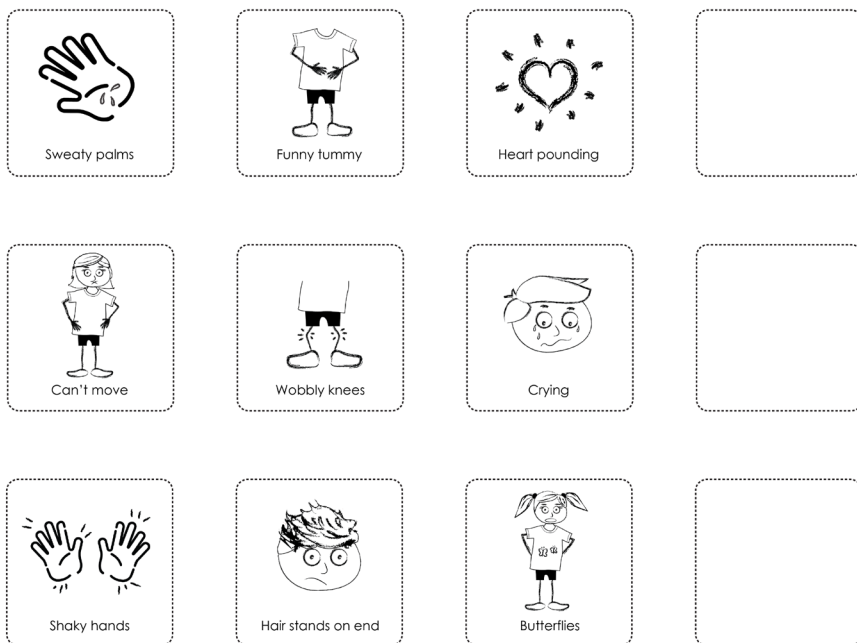 Sweaty palms
Funny tummy
Heart pounding
Can't move
Wobbly knees
Crying
Shaky hands
Hair stands on end
Butterflies